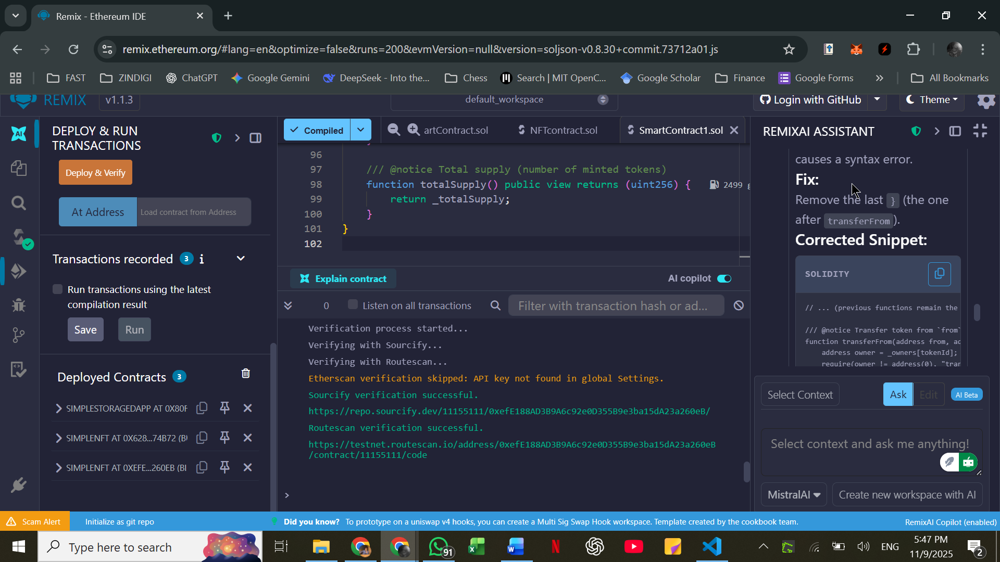 Remix - Ethereum IDE
remix.ethereum.org/#lang=en&optimize=false&runs=200&evmVersion=null&version=soljson-v0.8.30+commit.73712a01.js
FAST
ZINDIGI
ChatGPT
Google Gemini
DeepSeek - Into the...
Chess
Search | MIT OpenC...
Google Scholar
Finance
Google Forms
»
All Bookmarks
REMIX
v1.1.3
default_workspace
Login with GitHub
Theme
AI
DEPLOY & RUN
TRANSACTIONS
Deploy & Verify
At Address
Load contract from Address
Transactions recorded 3 i
Run transactions using the latest
compilation result
Save
Run
Deployed Contracts 3
SIMPLESTORAGEDAPP AT 0X80F
SIMPLENFT AT 0X628...74B72 (Bl
SIMPLENFT AT 0XEFE...260EB (Bl
Compiled
artContract.sol
NFTcontract.sol
SmartContract1.sol
96
97 /// @notice Total supply (number of minted tokens)
98 function totalSupply() public view returns (uint256) { 2499 g
99 return _totalSupply;
100 }
101 }
102
Explain contract
AI copilot
0
Listen on all transactions
Filter with transaction hash or ad...
Verification process started...
Verifying with Sourcify...
Verifying with Routescan...
Etherscan verification skipped: API key not found in global Settings.
Sourcify verification successful.
https://repo.sourcify.dev/11155111/0xefE188AD3B9A6c92e0D355B9e3ba15dA23a260eB/
Routescan verification successful.
https://testnet.routescan.io/address/0xefE188AD3B9A6c92e0D355B9e3ba15dA23a260eB
/contract/11155111/code
>
REMIXAI ASSISTANT
causes a syntax error.
Fix:
Remove the last } (the one
after transferFrom).
Corrected Snippet:
SOLIDITY
// ... (previous functions remain the
/// @notice Transfer token from `from`
function transferFrom(address from, ad
address owner = _owners[tokenId];
require(owner != address(0), "tran
Select Context
Ask
Edit
AI Beta
Select context and ask me anything!
MistralAI
Create new workspace with AI
Scam Alert
Initialize as git repo
Did you know? To prototype on a uniswap v4 hooks, you can create a Multi Sig Swap Hook workspace. Template created by the cookbook team.
RemixAI Copilot (enabled)
Type here to search
91
ENG
5:47 PM
11/9/2025
2